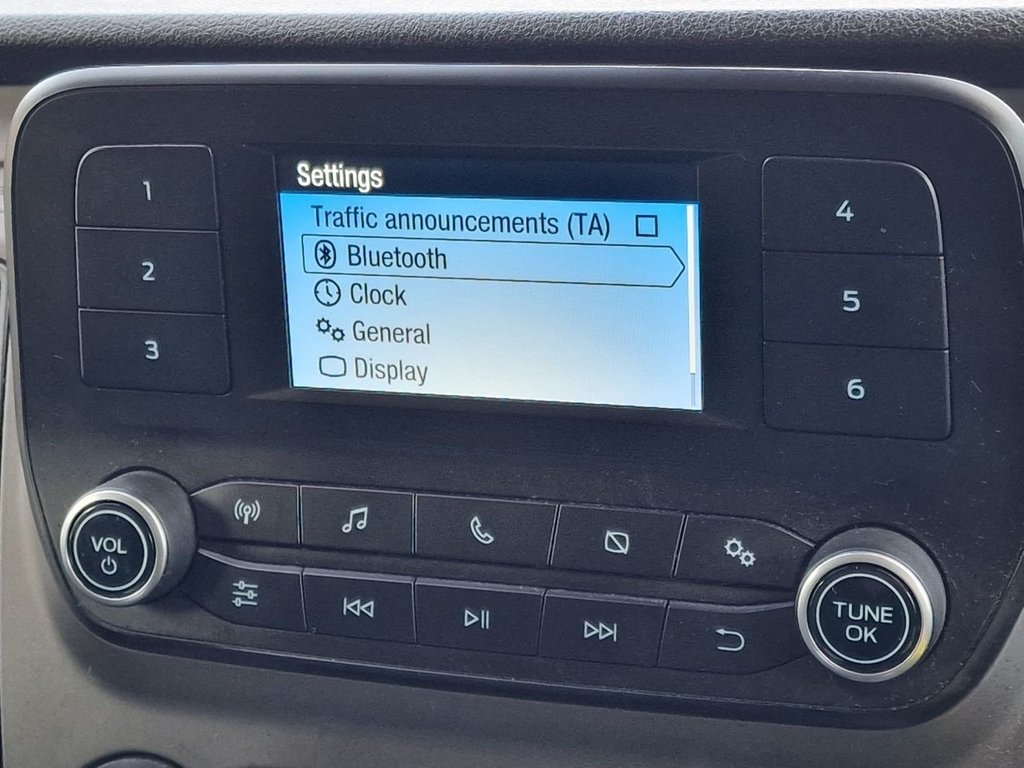 Settings
Traffic announcements (TA)
Bluetooth
Clock
General
Display
1
2
3
4
5
6
VOL
TUNE
OK